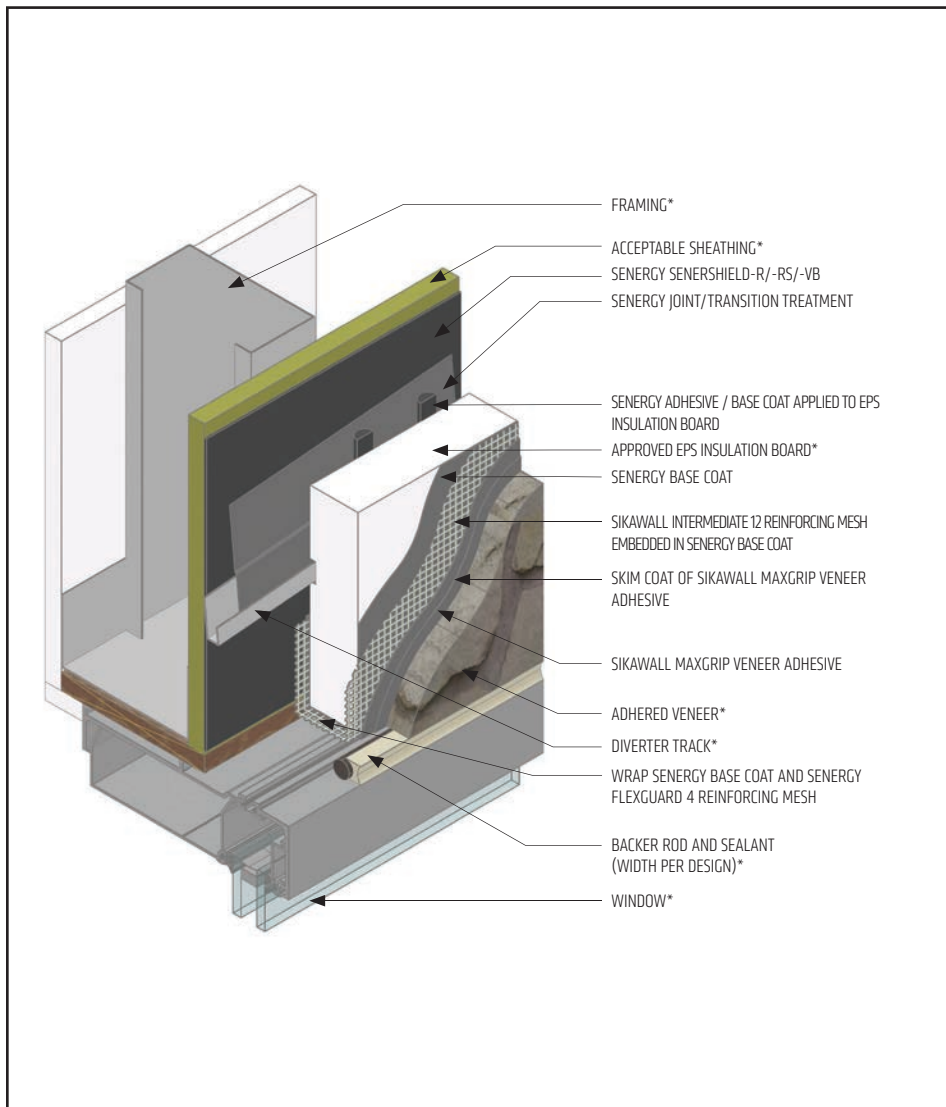 FRAMING*
ACCEPTABLE SHEATHING*
SENERGY SENERSHIELD-R/-RS/-VB
SENERGY JOINT/TRANSITION TREATMENT
SENERGY ADHESIVE / BASE COAT APPLIED TO EPS
INSULATION BOARD
APPROVED EPS INSULATION BOARD*
SENERGY BASE COAT
SIKAWALL INTERMEDIATE 12 REINFORCING MESH
EMBEDDED IN SENERGY BASE COAT
SKIM COAT OF SIKAWALL MAXGRIP VENEER
ADHESIVE
SIKAWALL MAXGRIP VENEER ADHESIVE
ADHERED VENEER*
DIVERTER TRACK*
WRAP SENERGY BASE COAT AND SENERGY
FLEXGUARD 4 REINFORCING MESH
BACKER ROD AND SEALANT
(WIDTH PER DESIGN)*
WINDOW*